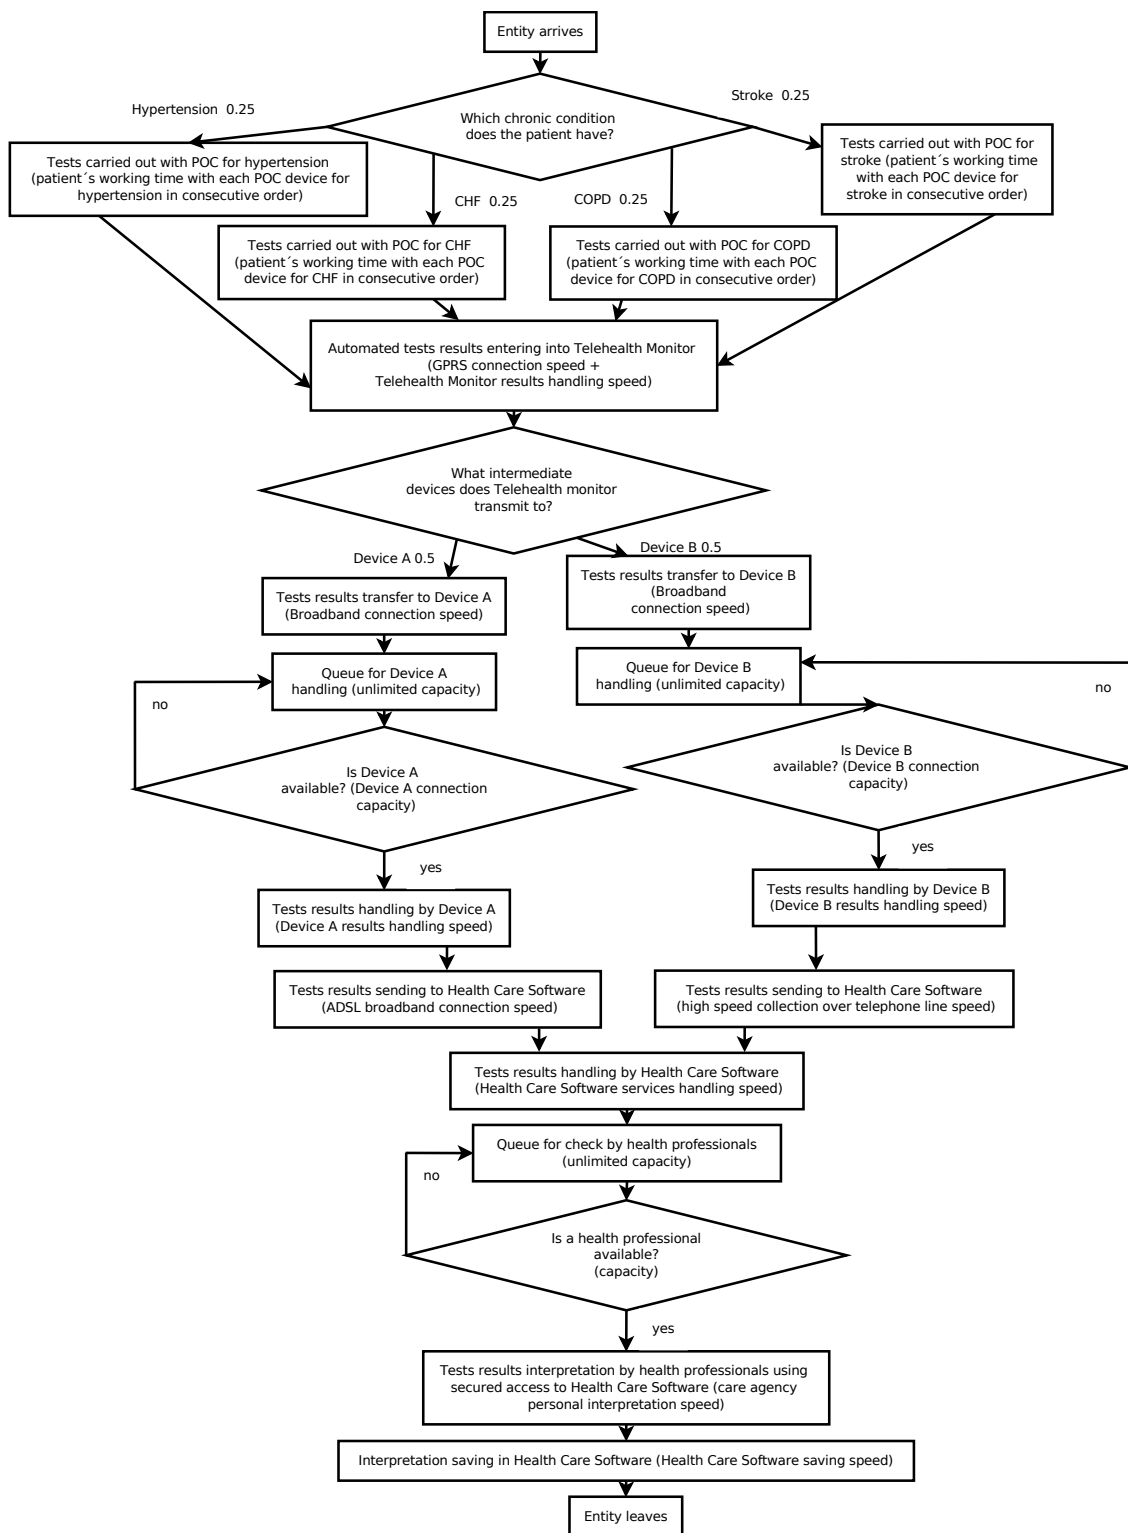 Entity arrives
Hypertension 0.25
Stroke 0.25
Which chronic condition
does the patient have?
Tests carried out with POC for hypertension
(patient´s working time with each POC device for
hypertension in consecutive order)
Tests carried out with POC for
stroke (patient´s working time
with each POC device for
stroke in consecutive order)
CHF 0.25
COPD 0.25
Tests carried out with POC for CHF
(patient´s working time with each POC
device for CHF in consecutive order)
Tests carried out with POC for COPD
(patient´s working time with each POC
device for COPD in consecutive order)
Automated tests results entering into Telehealth Monitor
(GPRS connection speed +
Telehealth Monitor results handling speed)
What intermediate
devices does Telehealth monitor
transmit to?
Device A 0.5
Device B 0.5
Tests results transfer to Device A
(Broadband connection speed)
Tests results transfer to Device B
(Broadband
connection speed)
Queue for Device A
handling (unlimited capacity)
Queue for Device B
handling (unlimited capacity)
no
no
Is Device A
available? (Device A connection
capacity)
Is Device B
available? (Device B connection
capacity)
yes
yes
Tests results handling by Device A
(Device A results handling speed)
Tests results handling by Device B
(Device B results handling speed)
Tests results sending to Health Care Software
(ADSL broadband connection speed)
Tests results sending to Health Care Software
(high speed collection over telephone line speed)
Tests results handling by Health Care Software
(Health Care Software services handling speed)
Queue for check by health professionals
(unlimited capacity)
no
Is a health professional
available?
(capacity)
yes
Tests results interpretation by health professionals using
secured access to Health Care Software (care agency
personal interpretation speed)
Interpretation saving in Health Care Software (Health Care Software saving speed)
Entity leaves